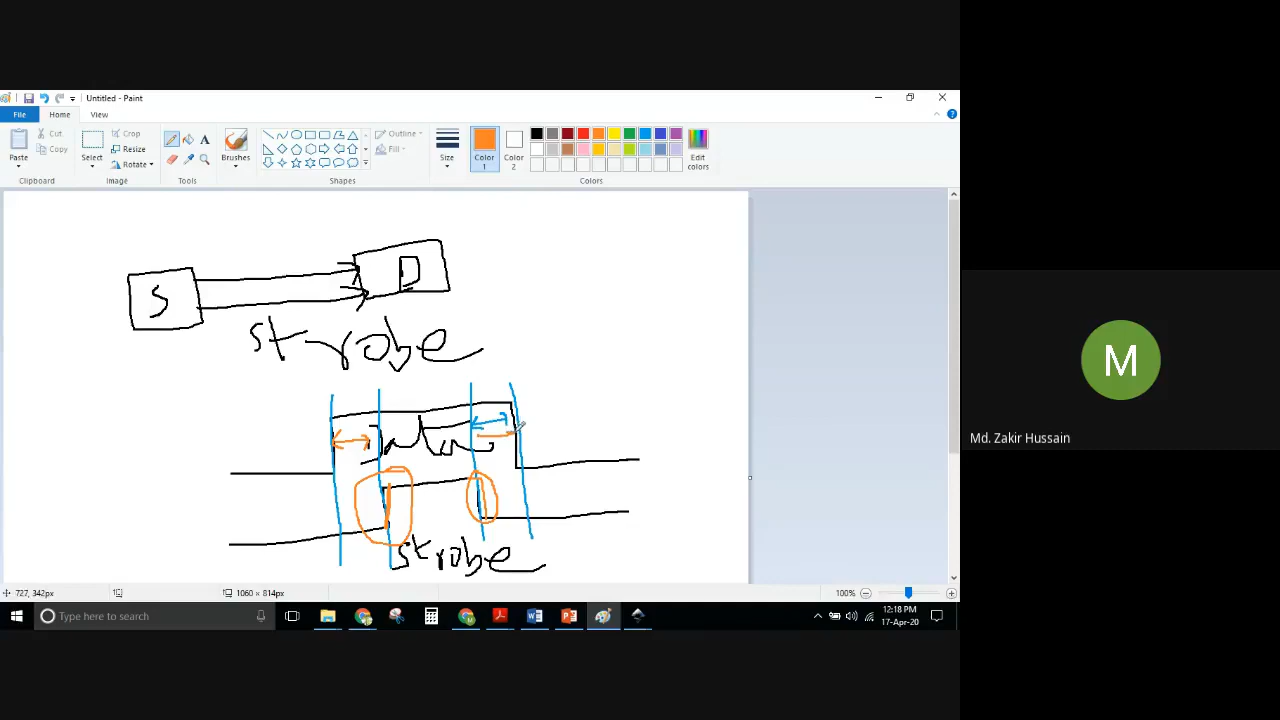 Untitled - Paint
File Home View
Cut
Copy
Paste
Clipboard
Crop
Resize
Rotate
Select
Image
Tools
Brushes
Outline
Fill
Shapes
Size
Color 1
Color 2
Edit colors
Colors
S
D
strobe
strobe
727, 342px
1060 × 814px
100%
Type here to search
12:18 PM
17-Apr-20
M
Md. Zakir Hussain